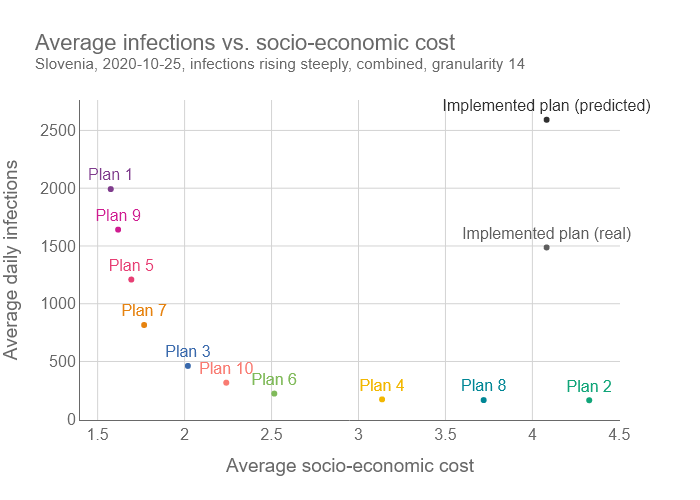 Average infections vs. socio-economic cost
Slovenia, 2020-10-25, infections rising steeply, combined, granularity 14
Implemented plan (predicted)
2500
Plan 1
2000
Plan 9
Implemented plan (real)
1500
Plan 5
1000
Plan 7
Plan 3
500
Plan 10
Plan 6
Plan 4
Plan 8
Plan 2
0
1.5
2
2.5
3
3.5
4
4.5
Average daily infections
Average socio-economic cost